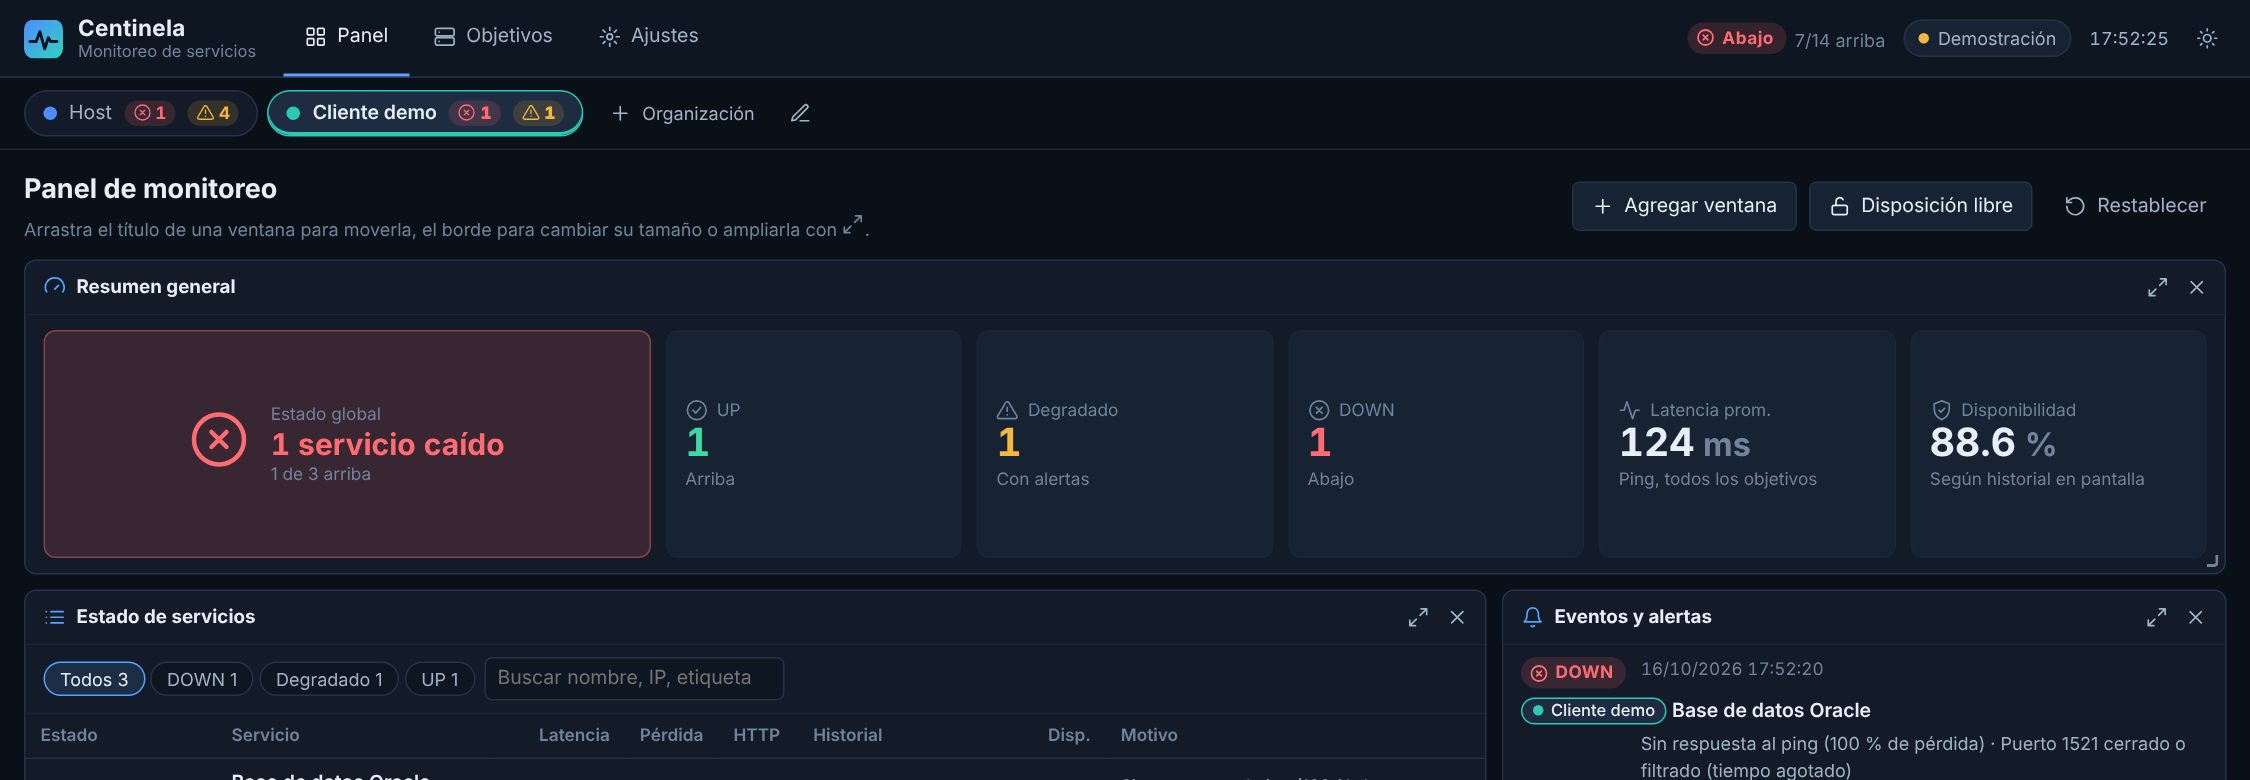 Centinela
Monitoreo de servicios
Panel
Objetivos
Ajustes
Abajo
7/14 arriba
Demostración
17:52:25
Host 1 4
Cliente demo 1 1
+ Organización
Panel de monitoreo
Arrastra el título de una ventana para moverla, el borde para cambiar su tamaño o ampliarla con .
+ Agregar ventana
Disposición libre
Restablecer
Resumen general
Estado global
1 servicio caído
1 de 3 arriba
UP
1
Arriba
Degradado
1
Con alertas
DOWN
1
Abajo
Latencia prom.
124 ms
Ping, todos los objetivos
Disponibilidad
88.6 %
Según historial en pantalla
Estado de servicios
Todos 3
DOWN 1
Degradado 1
UP 1
Buscar nombre, IP, etiqueta
Estado Servicio Latencia Pérdida HTTP Historial Disp. Motivo
Base de datos Oracle
Eventos y alertas
DOWN 16/10/2026 17:52:20
Cliente demo Base de datos Oracle
Sin respuesta al ping (100 % de pérdida) · Puerto 1521 cerrado o
filtrado (tiempo agotado)